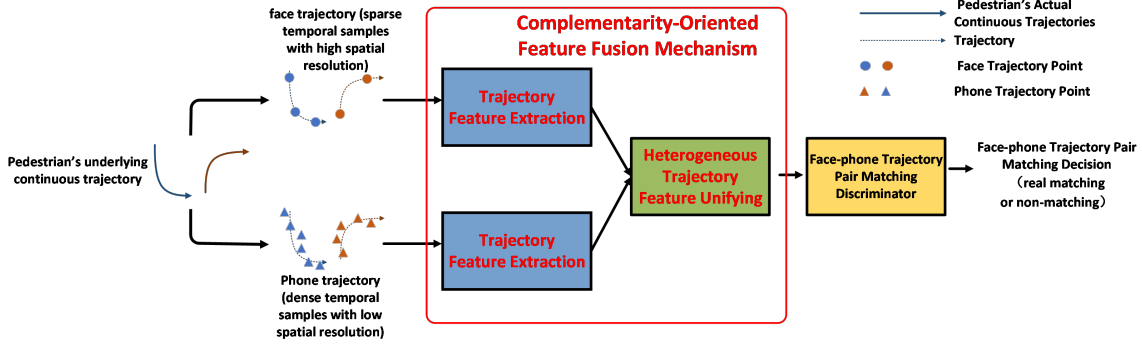 face trajectory (sparse
temporal samples
with high spatial
resolution)
Complementarity-Oriented
Feature Fusion Mechanism
Pedestrian's Actual
Continuous Trajectories
Trajectory
Face Trajectory Point
Phone Trajectory Point
Trajectory
Feature Extraction
Pedestrian's underlying
continuous trajectory
Heterogeneous
Trajectory
Feature Unifying
Face-phone Trajectory
Pair Matching
Discriminator
Face-phone Trajectory Pair
Matching Decision
（real matching
or non-matching）
Trajectory
Feature Extraction
Phone trajectory
(dense temporal
samples with low
spatial resolution)